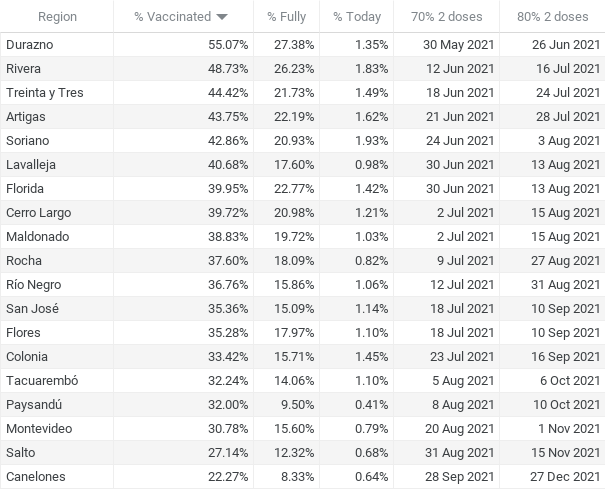 Region % Vaccinated % Fully % Today 70% 2 doses 80% 2 doses
Durazno 55.07% 27.38% 1.35% 30 May 2021 26 Jun 2021
Rivera 48.73% 26.23% 1.83% 12 Jun 2021 16 Jul 2021
Treinta y Tres 44.42% 21.73% 1.49% 18 Jun 2021 24 Jul 2021
Artigas 43.75% 22.19% 1.62% 21 Jun 2021 28 Jul 2021
Soriano 42.86% 20.93% 1.93% 24 Jun 2021 3 Aug 2021
Lavalleja 40.68% 17.60% 0.98% 30 Jun 2021 13 Aug 2021
Florida 39.95% 22.77% 1.42% 30 Jun 2021 13 Aug 2021
Cerro Largo 39.72% 20.98% 1.21% 2 Jul 2021 15 Aug 2021
Maldonado 38.83% 19.72% 1.03% 2 Jul 2021 15 Aug 2021
Rocha 37.60% 18.09% 0.82% 9 Jul 2021 27 Aug 2021
Río Negro 36.76% 15.86% 1.06% 12 Jul 2021 31 Aug 2021
San José 35.36% 15.09% 1.14% 18 Jul 2021 10 Sep 2021
Flores 35.28% 17.97% 1.10% 18 Jul 2021 10 Sep 2021
Colonia 33.42% 15.71% 1.45% 23 Jul 2021 16 Sep 2021
Tacuarembó 32.24% 14.06% 1.10% 5 Aug 2021 6 Oct 2021
Paysandú 32.00% 9.50% 0.41% 8 Aug 2021 10 Oct 2021
Montevideo 30.78% 15.60% 0.79% 20 Aug 2021 1 Nov 2021
Salto 27.14% 12.32% 0.68% 31 Aug 2021 15 Nov 2021
Canelones 22.27% 8.33% 0.64% 28 Sep 2021 27 Dec 2021